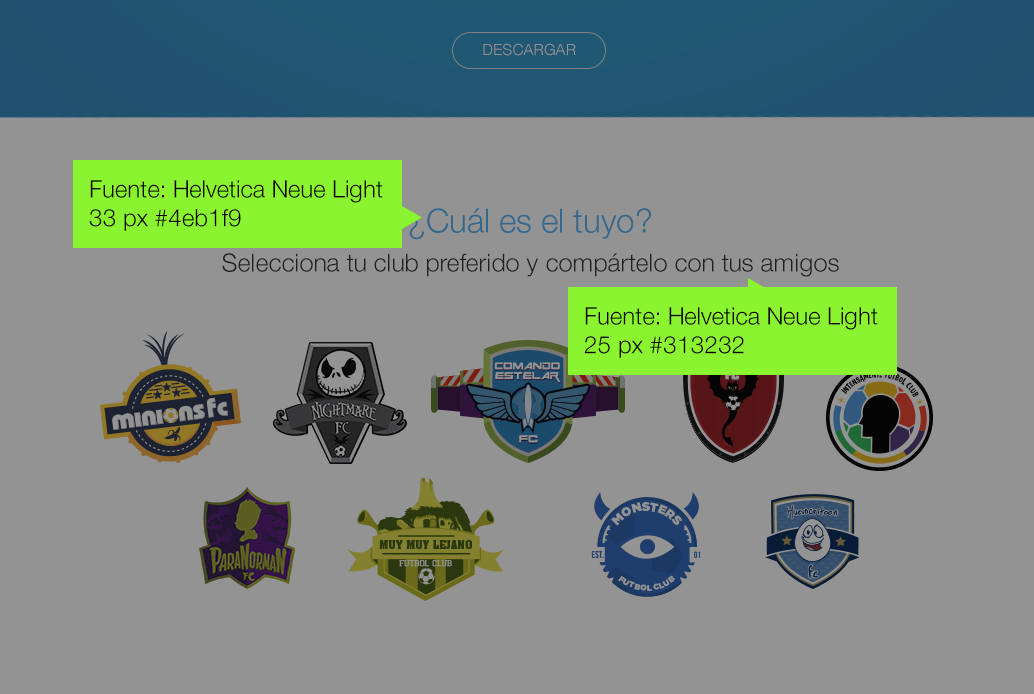 DESCARGAR
Fuente: Helvetica Neue Light
33 px #4eb1f9
¿Cuál es el tuyo?
Selecciona tu club preferido y compártelo con tus amigos
Fuente: Helvetica Neue Light
25 px #313232
minionsfc
NIGHTMARE
FC
COMANDO
ESTELAR
FC
FC
INTENSAMENTE FUTBOL CLUB
PARANORMAN
FC
MUY MUY LEJANO
FUTBOL CLUB
MONSTERS
EST. 01
FUTBOL CLUB
Huevocartoon
fc